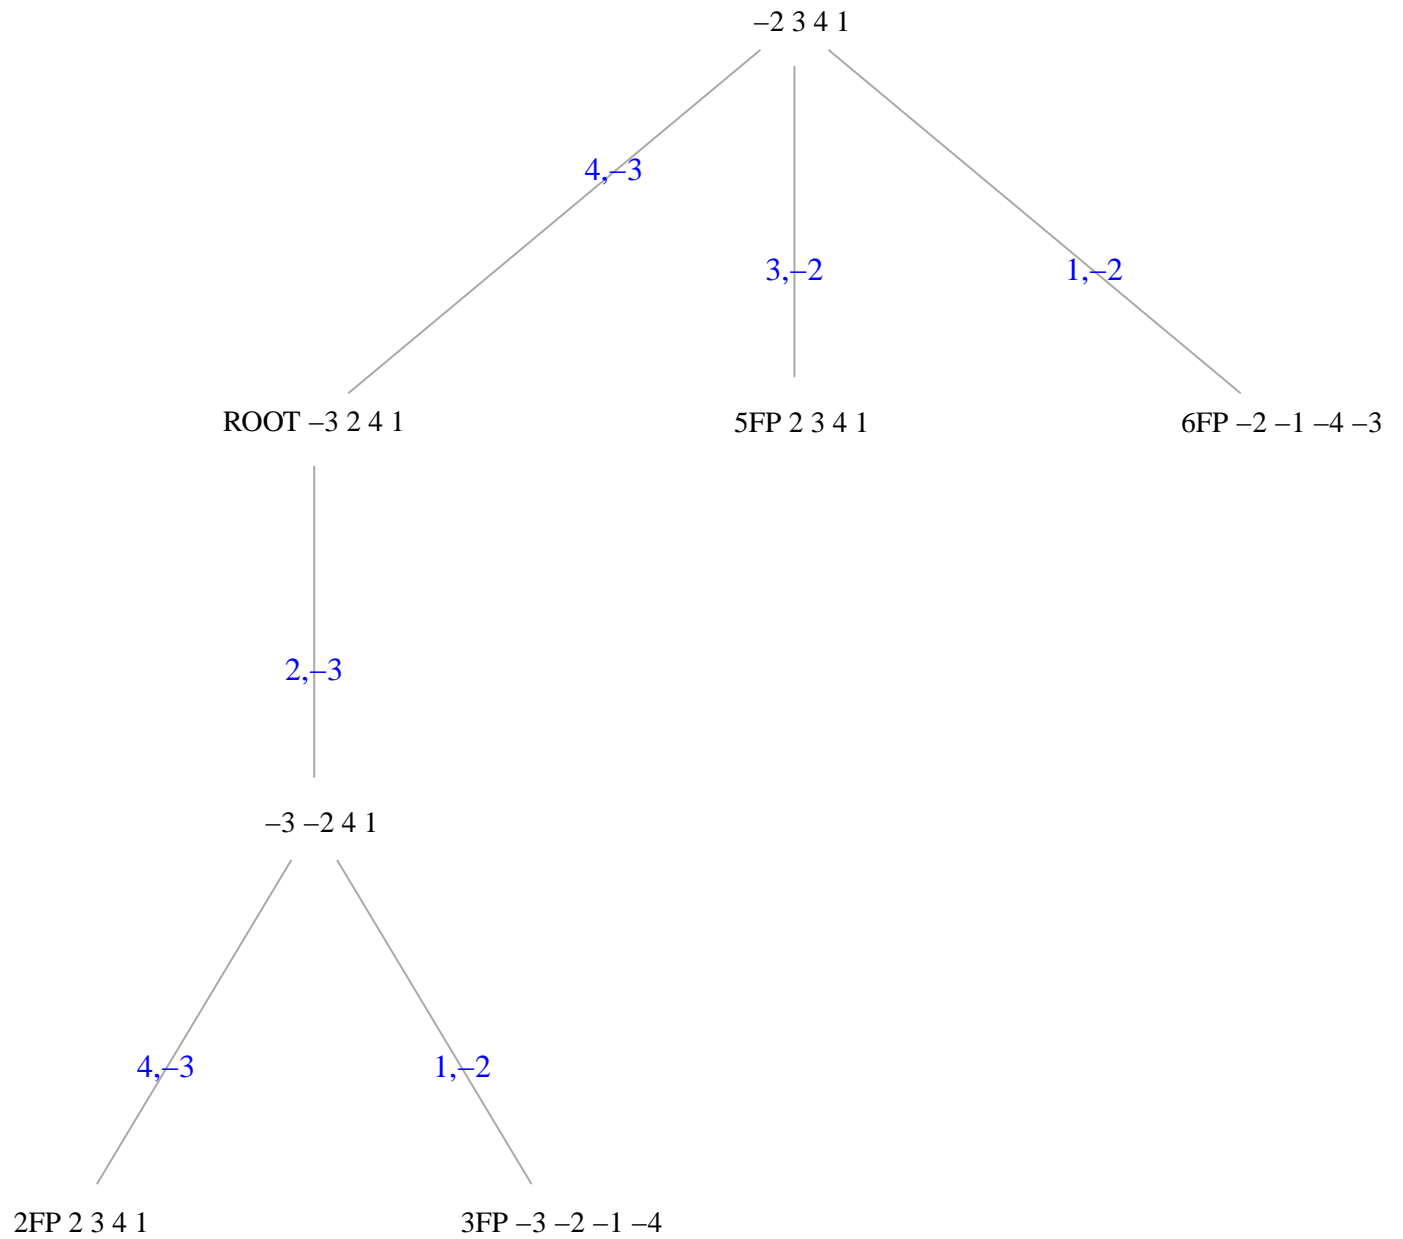 –2 3 4 1
4,–3
3,–2
1,–2
ROOT –3 2 4 1
5FP 2 3 4 1
6FP –2 –1 –4 –3
2,–3
–3 –2 4 1
4,–3
1,–2
2FP 2 3 4 1
3FP –3 –2 –1 –4